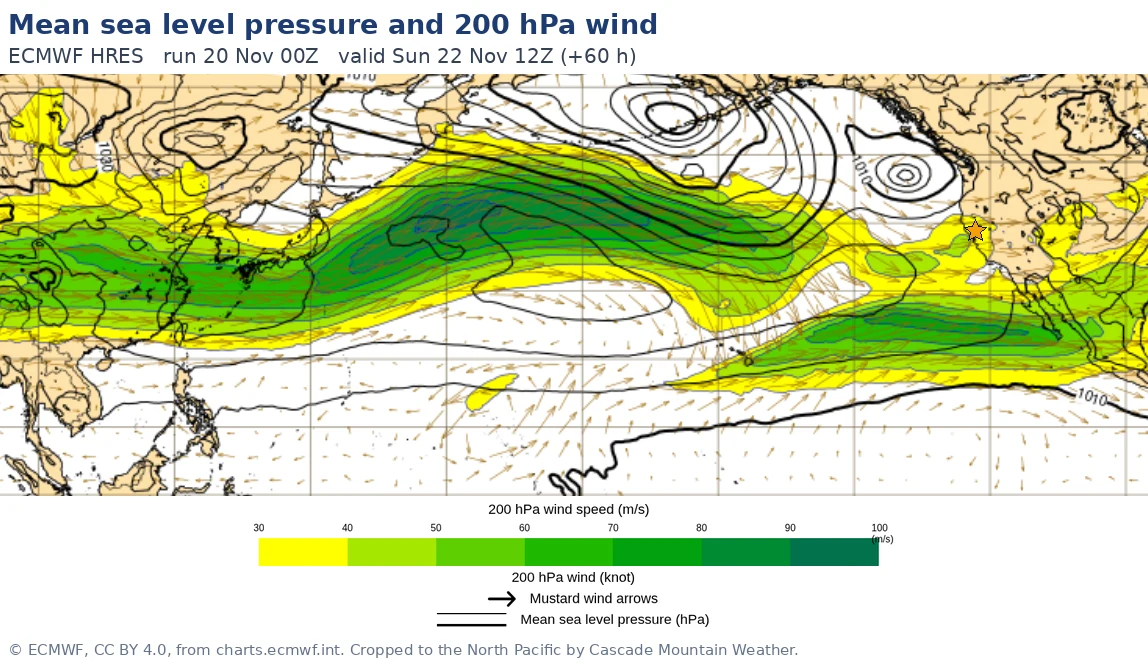 Mean sea level pressure and 200 hPa wind
ECMWF HRES run 20 Nov 00Z valid Sun 22 Nov 12Z (+60 h)
1010
1030
1010
1010
200 hPa wind speed (m/s)
30 40 50 60 70 80 90 100
(m/s)
200 hPa wind (knot)
Mustard wind arrows
Mean sea level pressure (hPa)
© ECMWF, CC BY 4.0, from charts.ecmwf.int. Cropped to the North Pacific by Cascade Mountain Weather.